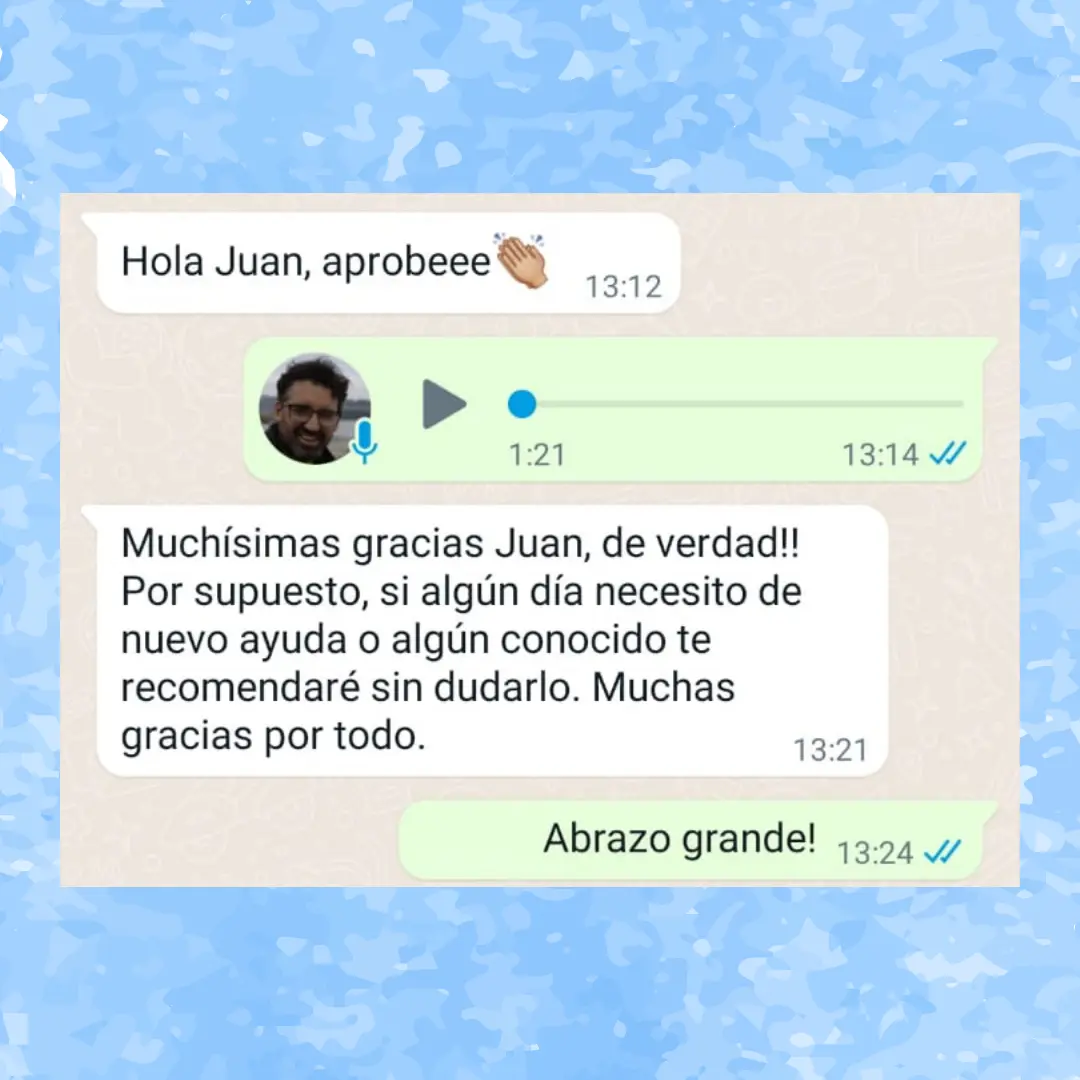 Hola Juan, aprobeee👏🏼
13:12
1:21
13:14
Muchísimas gracias Juan, de verdad!!
Por supuesto, si algún día necesito de
nuevo ayuda o algún conocido te
recomendaré sin dudarlo. Muchas
gracias por todo.
13:21
Abrazo grande!
13:24